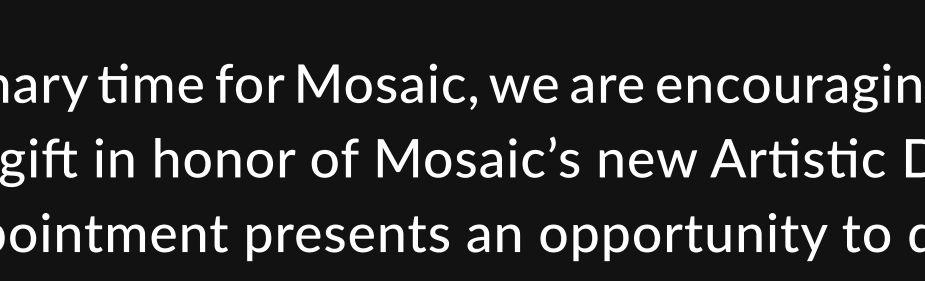 nary time for Mosaic, we are encouragin
gift in honor of Mosaic’s new Artistic D
pointment presents an opportunity to